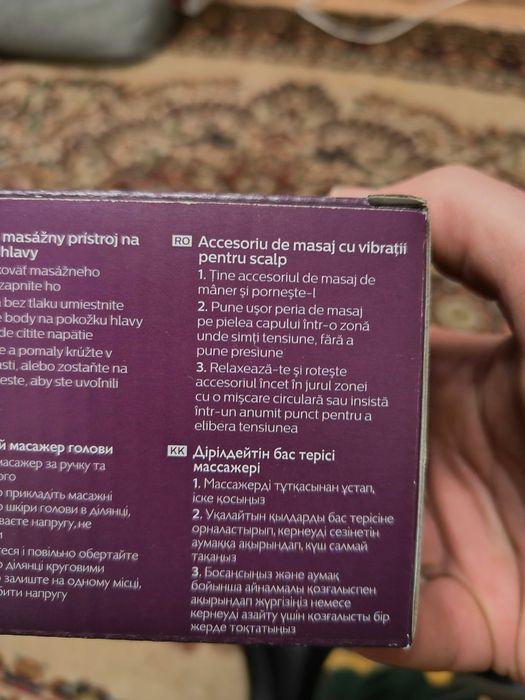 masážny prístroj na
hlavy
kovať masážneho
zapnite ho
bez tlaku umiestnite
body na pokožku hlavy
de cítite napätie
e a pomaly krúžte v
asti, alebo zostaňte na
este, aby ste uvoľnili
RO Accesoriu de masaj cu vibrații
pentru scalp
1. Ține accesoriul de masaj de
mâner și pornește-l
2. Pune ușor peria de masaj
pe pielea capului într-o zonă
unde simți tensiune, fără a
pune presiune
3. Relaxează-te și rotește
accesoriul încet în jurul zonei
cu o mișcare circulară sau insistă
într-un anumit punct pentru a
elibera tensiunea
й масажер голови
масажер за ручку та
ого
о прикладіть масажні
о шкіри голови в ділянці,
ваєте напругу, не
и
теся і повільно обертайте
о ділянці круговими
о залиште на одному місці,
бити напругу
KK Дірілдейтін бас терісі
массажері
1. Массажерді тұтқасынан ұстап,
іске қосыңыз
2. Уқалайтын қылдарды бас терісіне
орналастырып, кернеуді сезінетін
аумаққа ақырындап, күш салмай
тақаңыз
3. Босаңсыңыз және аумақ
бойынша айналмалы қозғалыспен
ақырындап жүргізіңіз немесе
кернеуді азайту үшін қозғалысты бір
жерде тоқтатыңыз